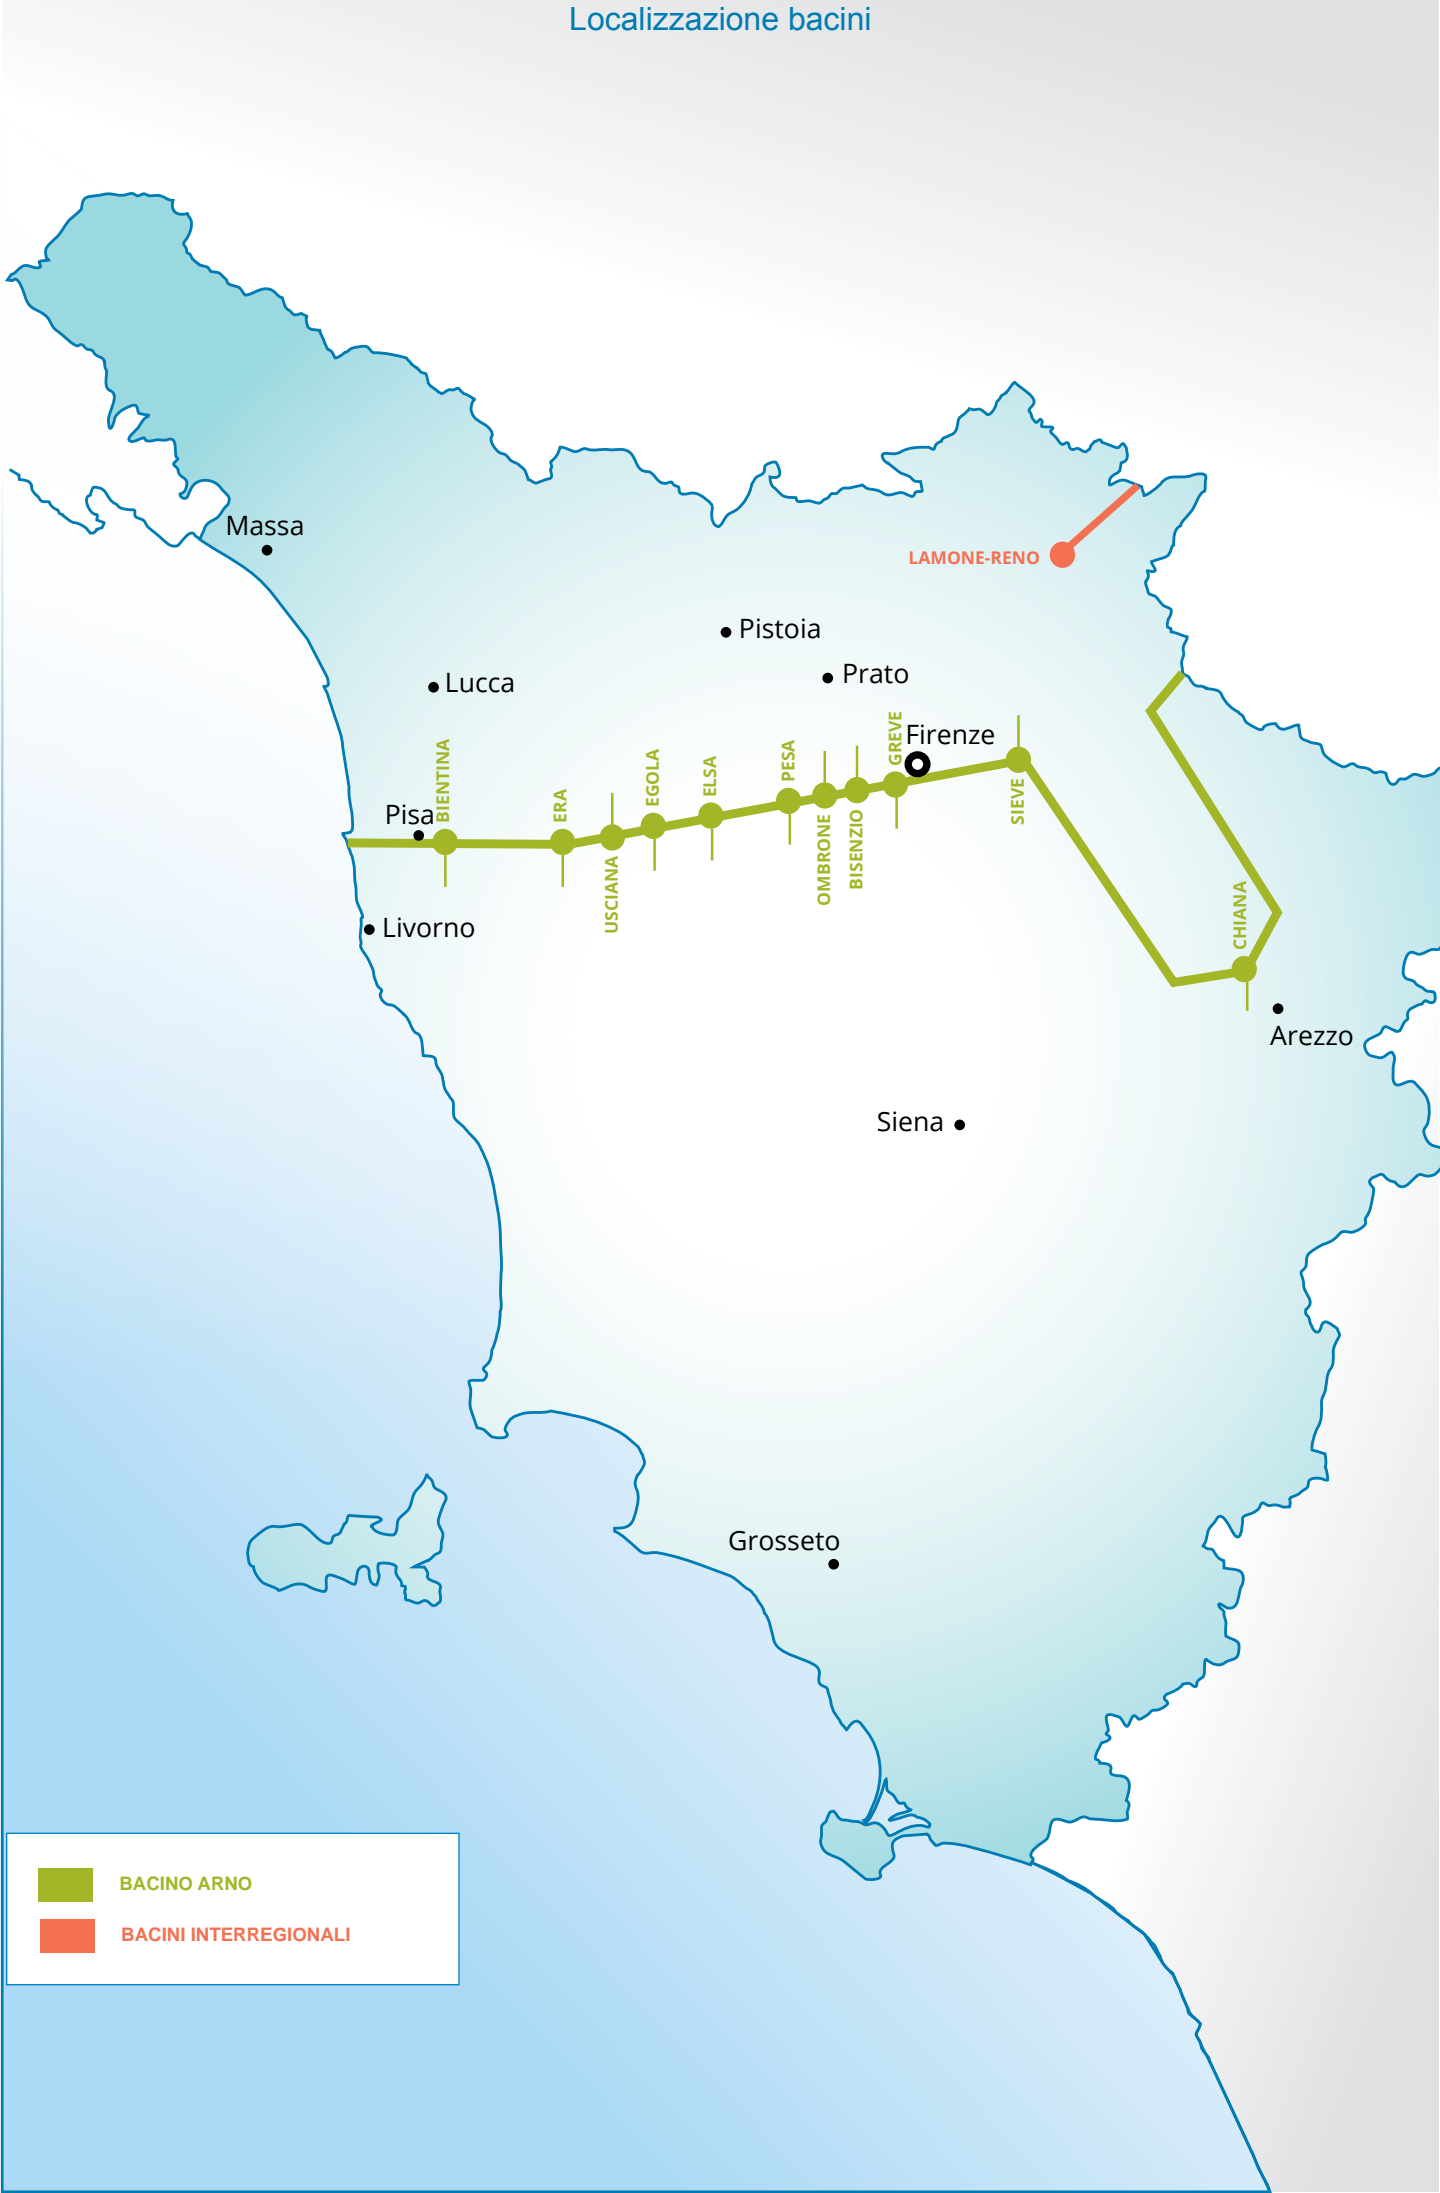 Localizzazione bacini
Massa
LAMONE-RENO
Pistoia
Prato
Lucca
Firenze
GREVE
BIENTINA
PESA
EGOLA
ELSA
ERA
SIEVE
Pisa
OMBRONE
BISENZIO
USCIANA
CHIANA
Livorno
Arezzo
Siena
Grosseto
BACINO ARNO
BACINI INTERREGIONALI